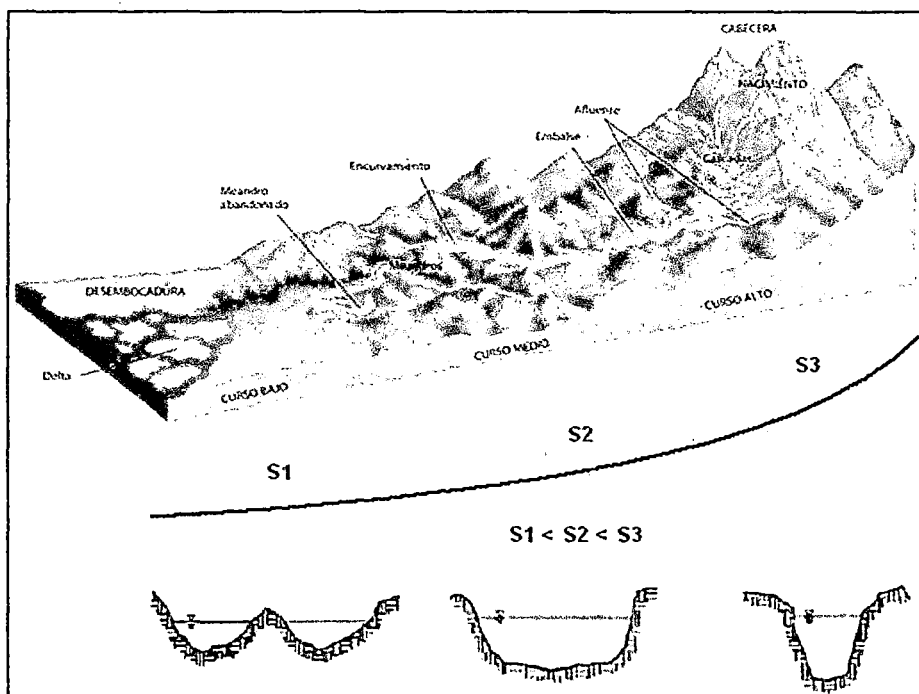 CABECERA
NACIMIENTO
Afluente
Cascadas
Embalse
Encurvamiento
Meandro
abandonado
Meandros
DESEMBOCADURA
CURSO ALTO
CURSO MEDIO
Delta
CURSO BAJO
S3
S2
S1
S1 < S2 < S3